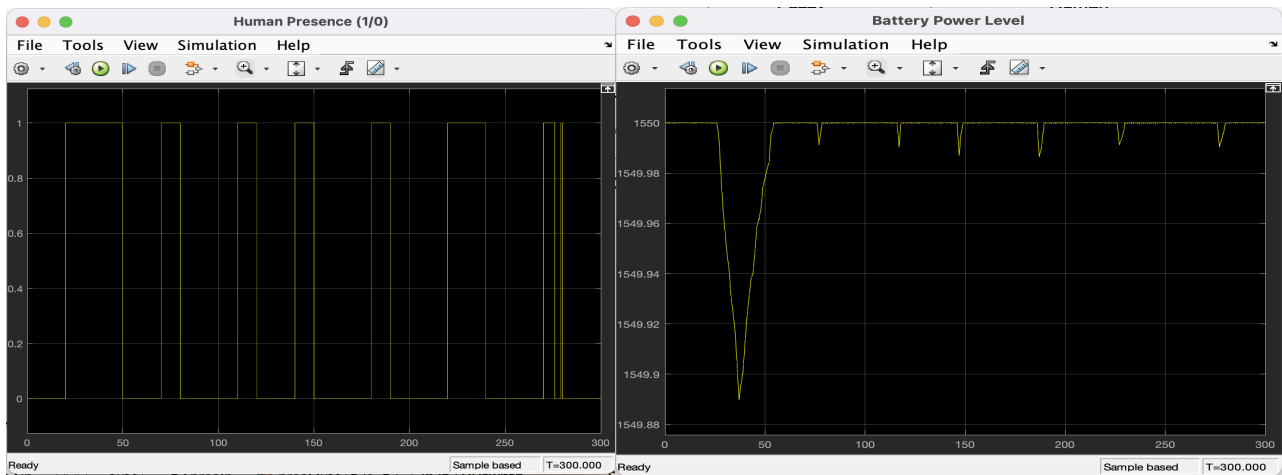 Human Presence (1/0)
File Tools View Simulation Help
1
0.8
0.6
0.4
0.2
0
0 50 100 150 200 250 300
Ready Sample based T=300.000
Battery Power Level
File Tools View Simulation Help
1550
1549.98
1549.96
1549.94
1549.92
1549.9
1549.88
0 50 100 150 200 250 300
Ready Sample based T=300.000